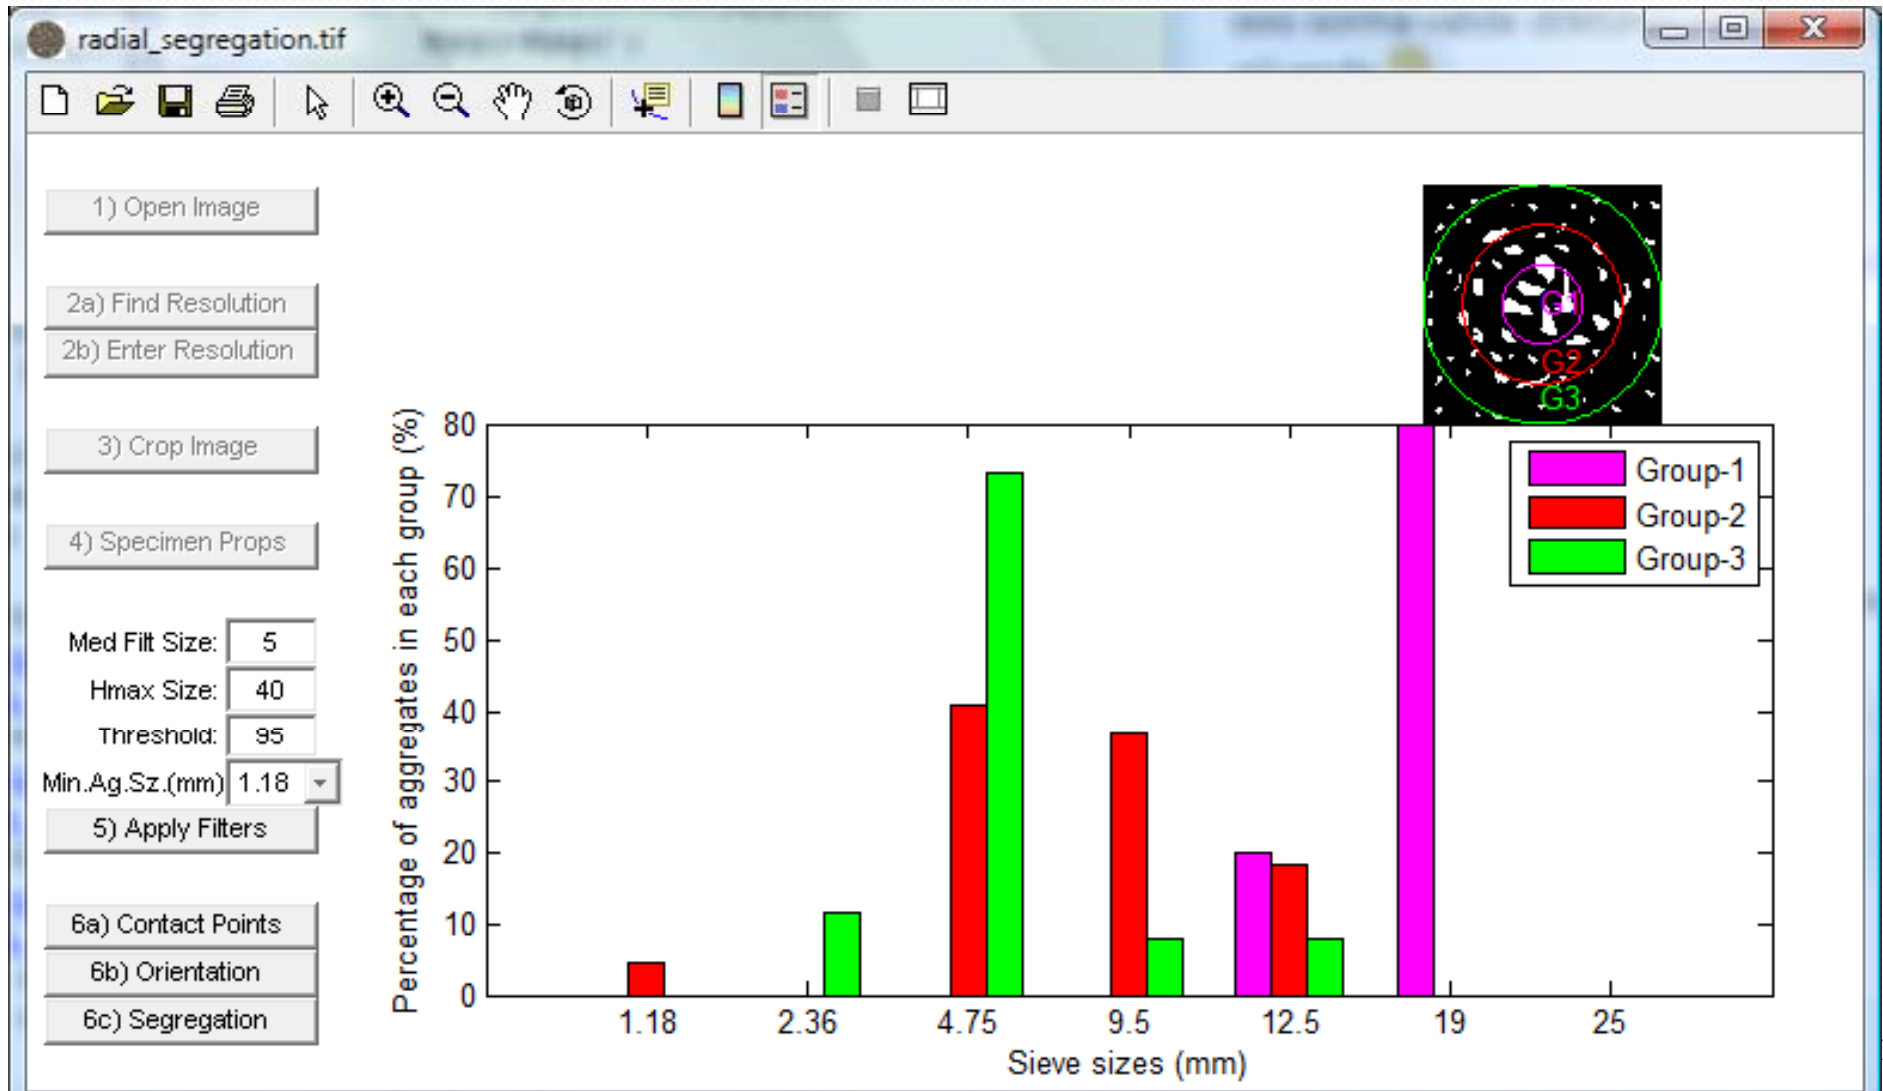 radial_segregation.tif
1) Open Image
2a) Find Resolution
2b) Enter Resolution
3) Crop Image
4) Specimen Props
Med Filt Size: 5
Hmax Size: 40
Threshold: 95
Min.Ag.Sz.(mm) 1.18
5) Apply Filters
6a) Contact Points
6b) Orientation
6c) Segregation
G1
G2
G3
Percentage of aggregates in each group (%)
80
70
60
50
40
30
20
10
0
Group-1
Group-2
Group-3
1.18 2.36 4.75 9.5 12.5 19 25
Sieve sizes (mm)